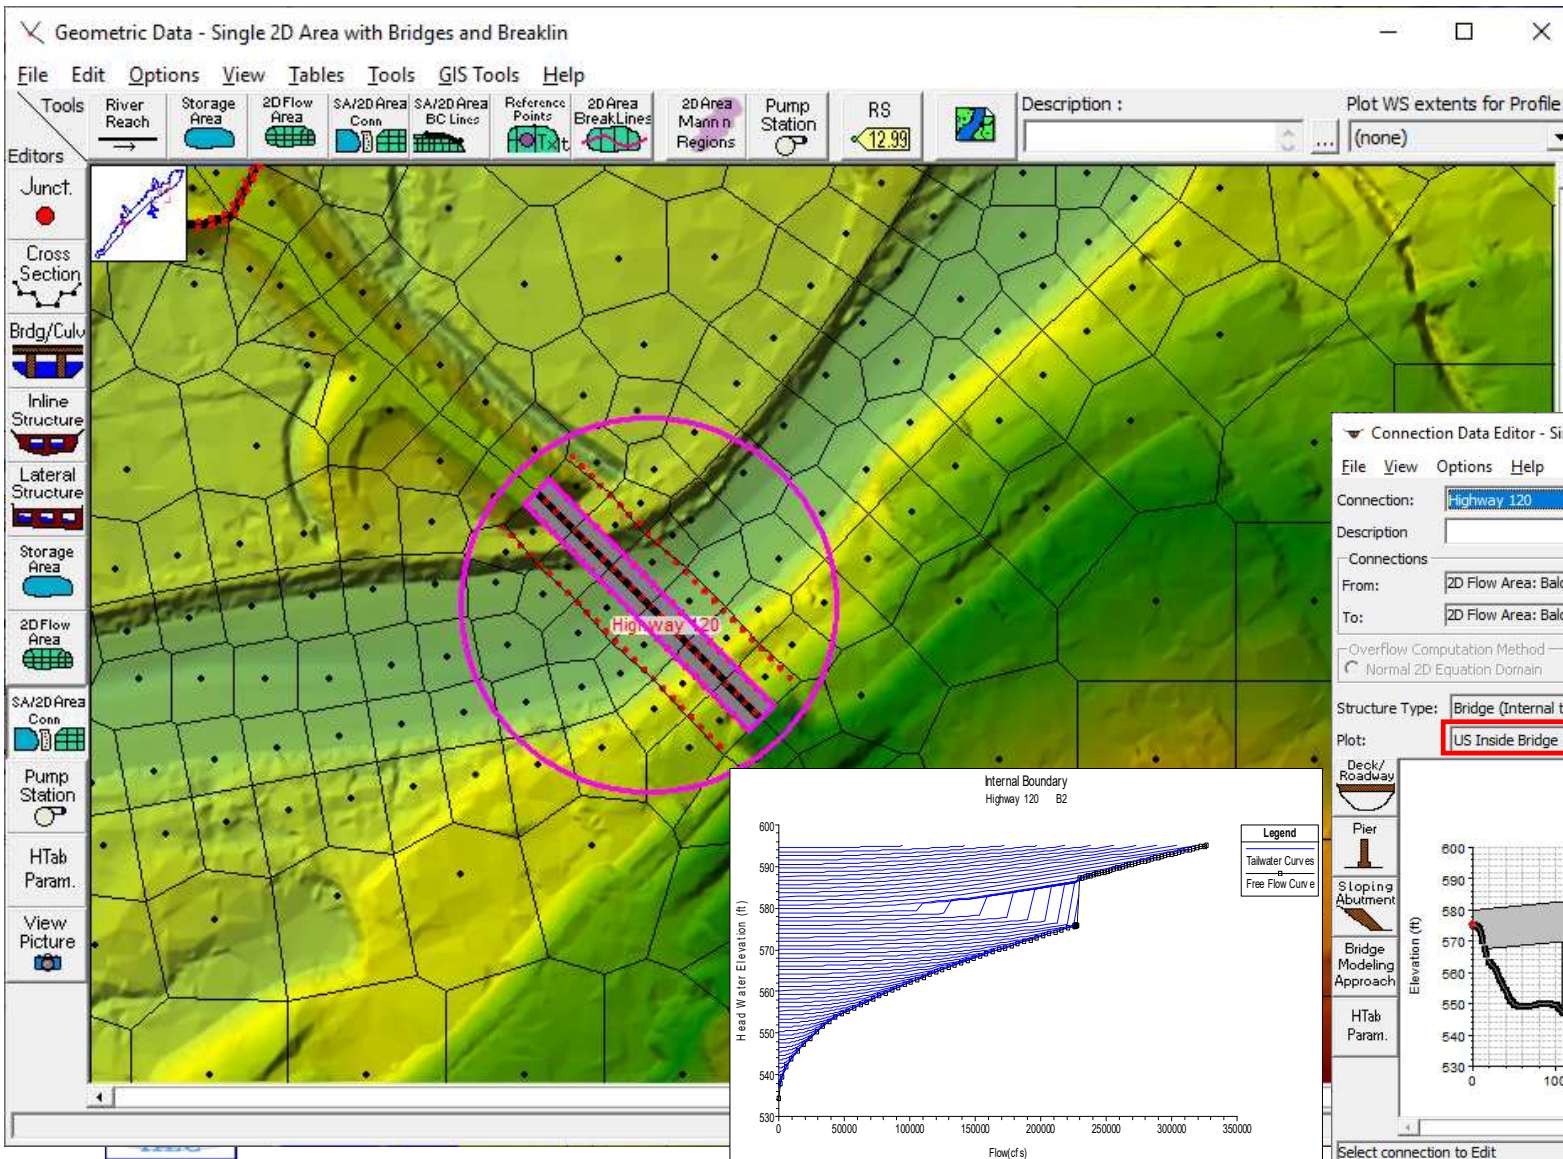 Geometric Data - Single 2D Area with Bridges and Breaklin
File Edit Options View Tables Tools GIS Tools Help
Tools
Editors
River
Reach
Storage
Area
2D Flow
Area
SA/2D Area
Conn
SA/2D Area
BC Lines
Reference
Points
2D Area
BreakLines
2D Area
Mann n
Regions
Pump
Station
RS
12.99
Description :
...
Plot WS extents for Profile
(none)
Junct.
Cross
Section
Brdg/Culv
Inline
Structure
Lateral
Structure
Storage
Area
2D Flow
Area
SA/2D Area
Conn
Pump
Station
HTab
Param.
View
Picture
Highway 120
Connection Data Editor - Si
File View Options Help
Connection: Highway 120
Description
Connections
From: 2D Flow Area: Bald
To: 2D Flow Area: Bald
Overflow Computation Method
Normal 2D Equation Domain
Structure Type: Bridge (Internal t
Plot: US Inside Bridge
Deck/
Roadway
Pier
Sloping
Abutment
Bridge
Modeling
Approach
HTab
Param.
Elevation (ft)
600
590
580
570
560
550
540
530
0 100
Select connection to Edit
Internal Boundary
Highway 120 B2
Head Water Elevation (ft)
600
590
580
570
560
550
540
530
0 50000 100000 150000 200000 250000 300000 350000
Flow(cfs)
Legend
Tailwater Curves
Free Flow Curve